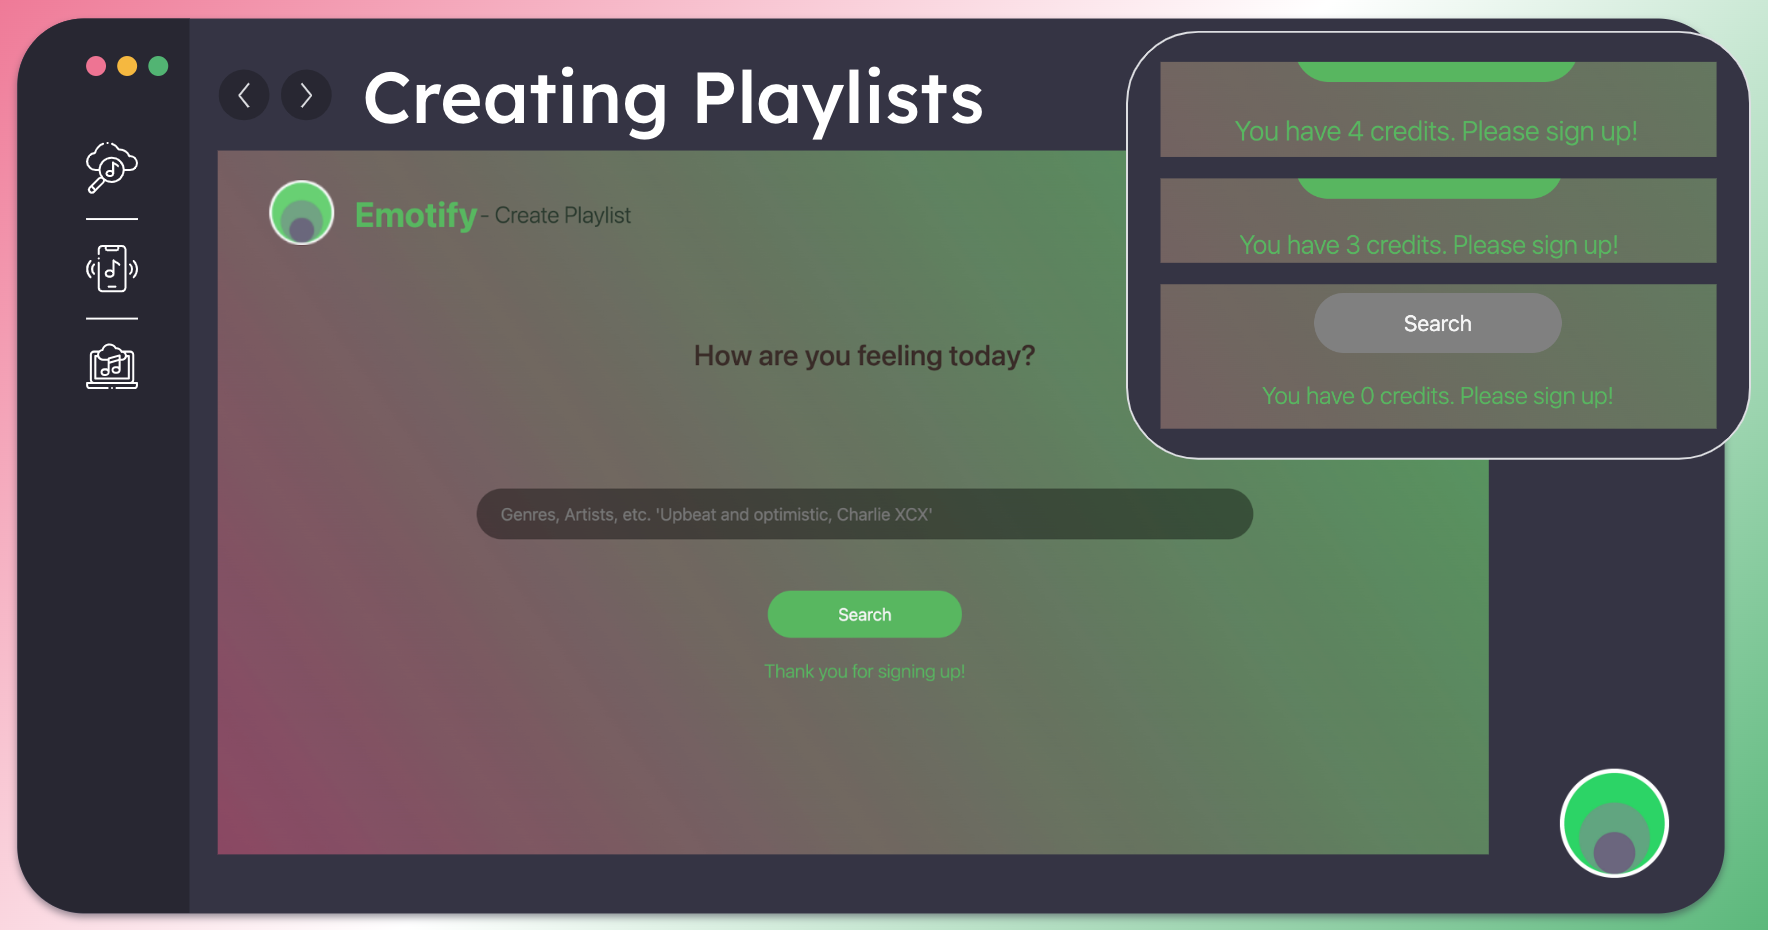 Creating Playlists
Emotify - Create Playlist
How are you feeling today?
Genres, Artists, etc. 'Upbeat and optimistic, Charlie XCX'
Search
Thank you for signing up!
You have 4 credits. Please sign up!
You have 3 credits. Please sign up!
Search
You have 0 credits. Please sign up!